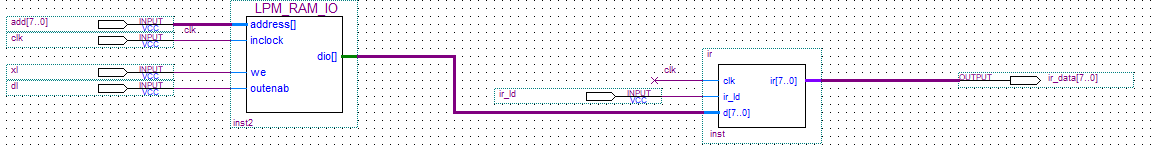 LPM_RAM_IO
add[7..0]
INPUT
VCC
address[]
clk
.clk.
INPUT
VCC
inclock
dio[]
xl
INPUT
VCC
we
dl
INPUT
VCC
outenab
inst2
ir
.clk.
clk
ir[7..0]
OUTPUT
ir_data[7..0]
ir_ld
INPUT
VCC
ir_ld
d[7..0]
inst